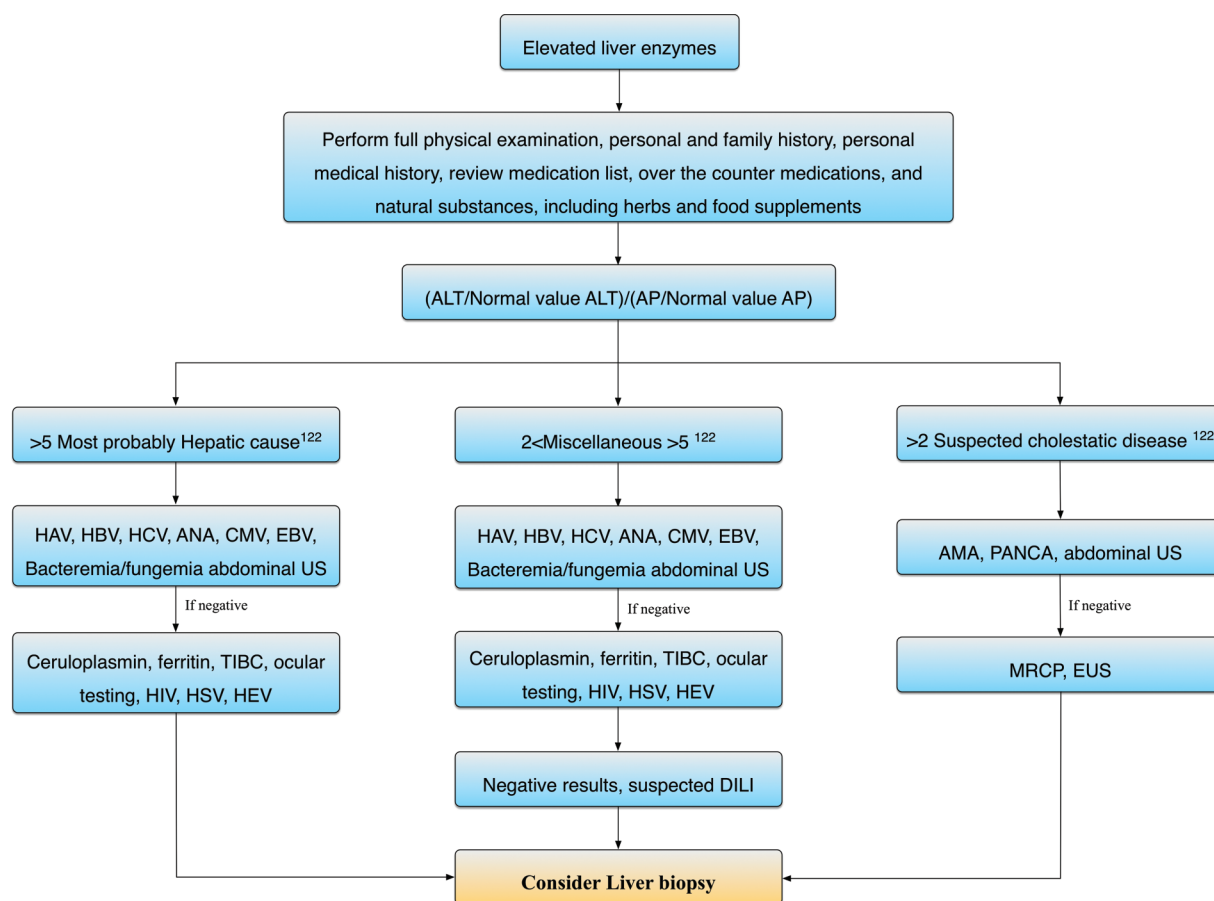 Elevated liver enzymes
Perform full physical examination, personal and family history, personal
medical history, review medication list, over the counter medications, and
natural substances, including herbs and food supplements
(ALT/Normal value ALT)/(AP/Normal value AP)
>5 Most probably Hepatic cause122
2<Miscellaneous >5 122
>2 Suspected cholestatic disease 122
HAV, HBV, HCV, ANA, CMV, EBV,
Bacteremia/fungemia abdominal US
HAV, HBV, HCV, ANA, CMV, EBV,
Bacteremia/fungemia abdominal US
AMA, PANCA, abdominal US
If negative
If negative
If negative
Ceruloplasmin, ferritin, TIBC, ocular
testing, HIV, HSV, HEV
Ceruloplasmin, ferritin, TIBC, ocular
testing, HIV, HSV, HEV
MRCP, EUS
Negative results, suspected DILI
Consider Liver biopsy